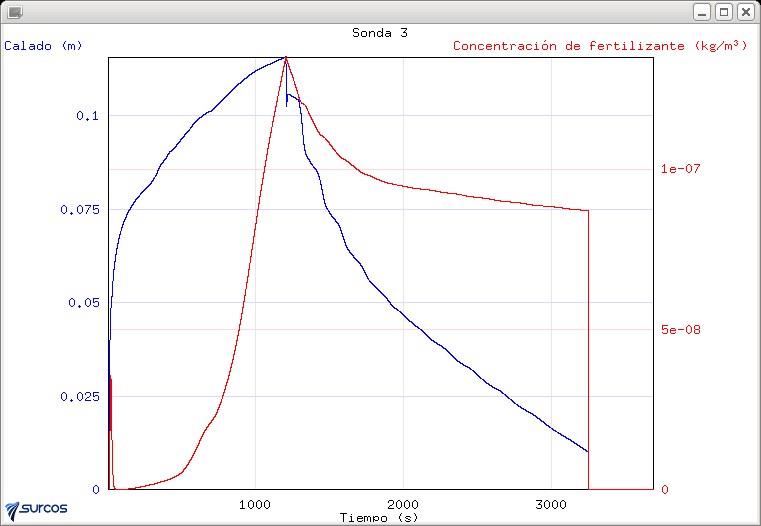 Sonda 3
Calado (m)
Concentración de fertilizante (kg/m³)
0.1
0.075
0.05
0.025
0
1e-07
5e-08
0
1000
2000
3000
Tiempo (s)
SURCOS